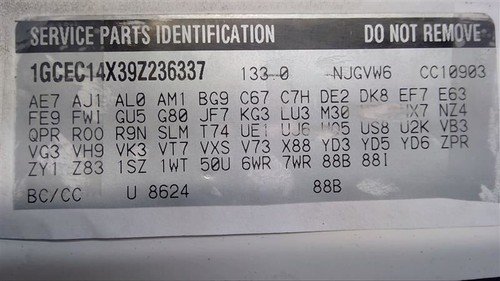 SERVICE PARTS IDENTIFICATION DO NOT REMOVE
1GCEC14X39Z236337 133 0 NJGVW6 CC10903
AE7 AJ1 AL0 AM1 BG9 C67 C7H DE2 DK8 EF7 E63
FE9 FW1 GU5 G80 JF7 KG3 LU3 M30 NZ4
QPR R00 R9N SLM T74 UE1 UJ6 UQ5 US8 U2K VB3
VG3 VH9 VK3 VT7 VXS V73 X88 YD3 YD5 YD6 ZPR
ZY1 Z83 1SZ 1WT 50U 6WR 7WR 88B 881
BC/CC U 8624 88B